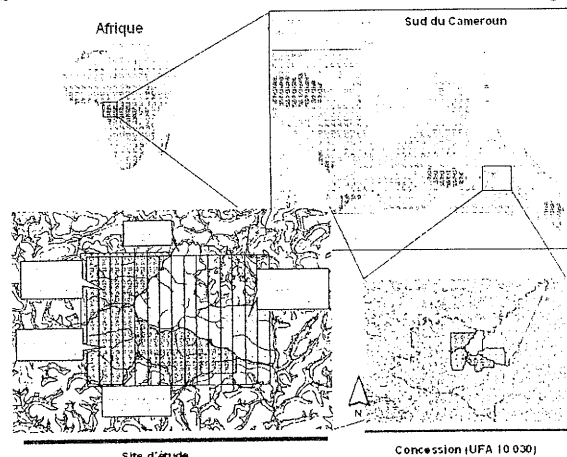 Afrique
Sud du Cameroun
N
Site d'étude
Concession (UFA 10 030)